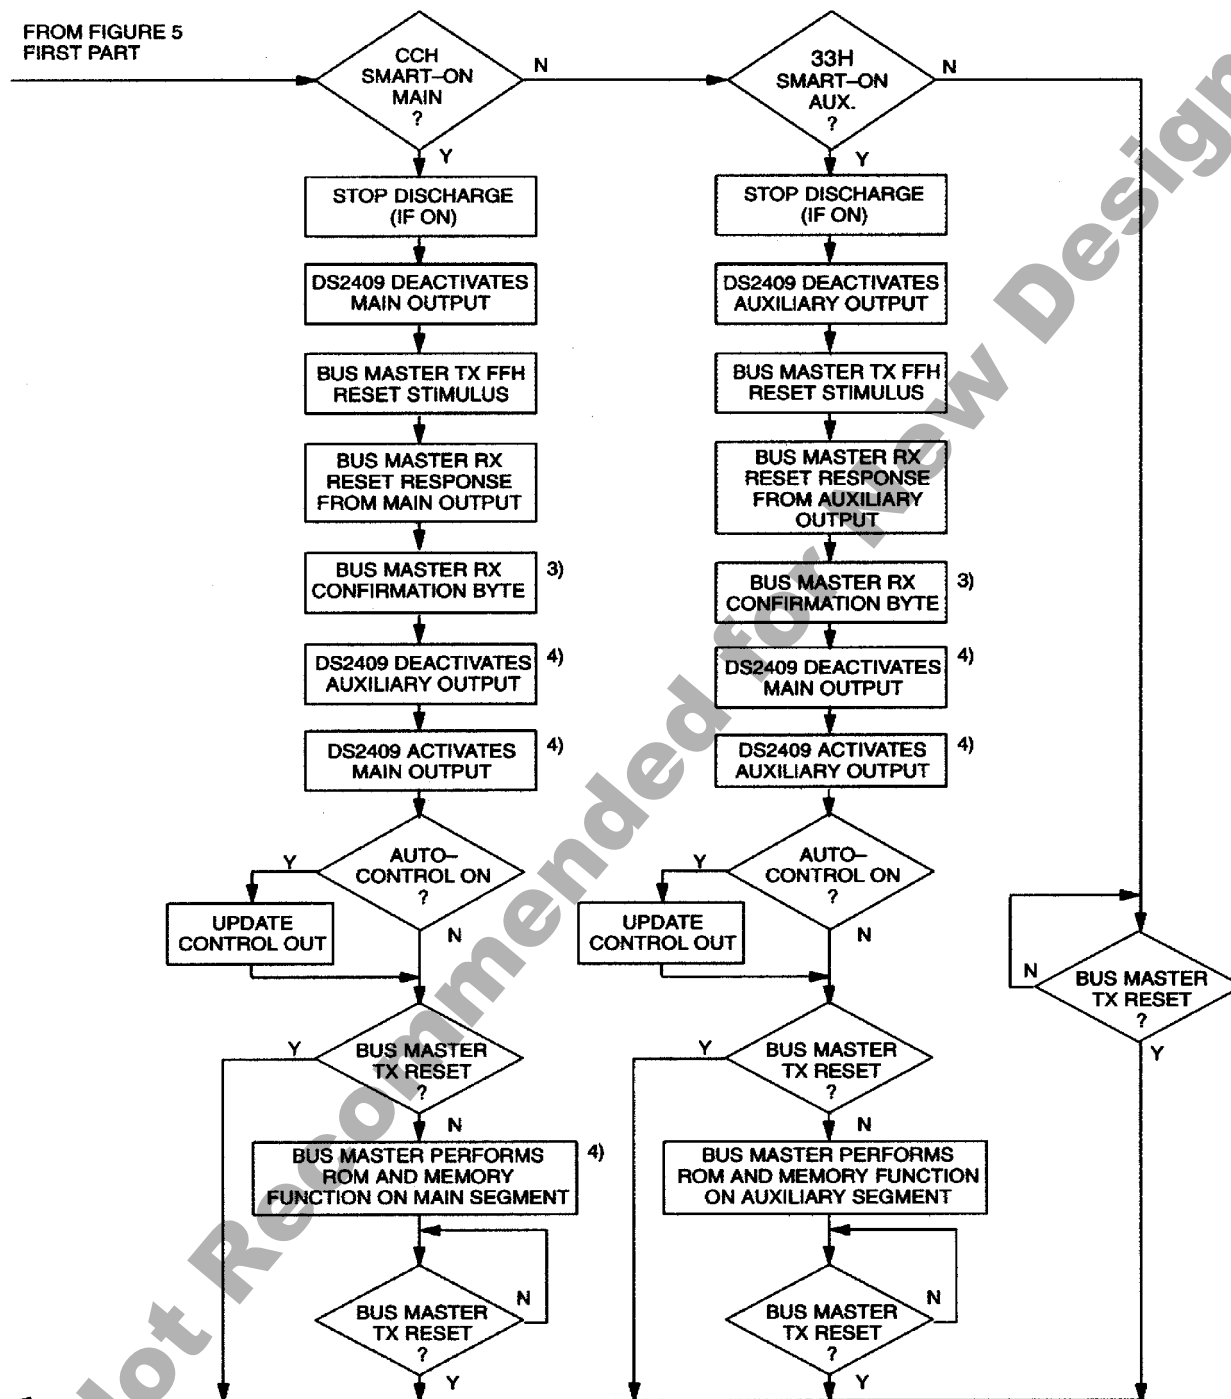 FROM FIGURE 5
FIRST PART
CCH
SMART–ON
MAIN
?
N
Y
33H
SMART–ON
AUX.
?
N
Y
STOP DISCHARGE
(IF ON)
DS2409 DEACTIVATES
MAIN OUTPUT
BUS MASTER TX FFH
RESET STIMULUS
BUS MASTER RX
RESET RESPONSE
FROM MAIN OUTPUT
BUS MASTER RX
CONFIRMATION BYTE
3)
DS2409 DEACTIVATES
AUXILIARY OUTPUT
4)
DS2409 ACTIVATES
MAIN OUTPUT
4)
AUTO–
CONTROL ON
?
Y
N
UPDATE
CONTROL OUT
BUS MASTER
TX RESET
?
Y
N
BUS MASTER PERFORMS
ROM AND MEMORY
FUNCTION ON MAIN SEGMENT
4)
BUS MASTER
TX RESET
?
N
Y
STOP DISCHARGE
(IF ON)
DS2409 DEACTIVATES
AUXILIARY OUTPUT
BUS MASTER TX FFH
RESET STIMULUS
BUS MASTER RX
RESET RESPONSE
FROM AUXILIARY
OUTPUT
BUS MASTER RX
CONFIRMATION BYTE
3)
DS2409 DEACTIVATES
MAIN OUTPUT
4)
DS2409 ACTIVATES
AUXILIARY OUTPUT
4)
AUTO–
CONTROL ON
?
Y
N
UPDATE
CONTROL OUT
BUS MASTER
TX RESET
?
Y
N
BUS MASTER PERFORMS
ROM AND MEMORY FUNCTION
ON AUXILIARY SEGMENT
BUS MASTER
TX RESET
?
N
Y
BUS MASTER
TX RESET
?
N
Y
Not Recommended for New Design